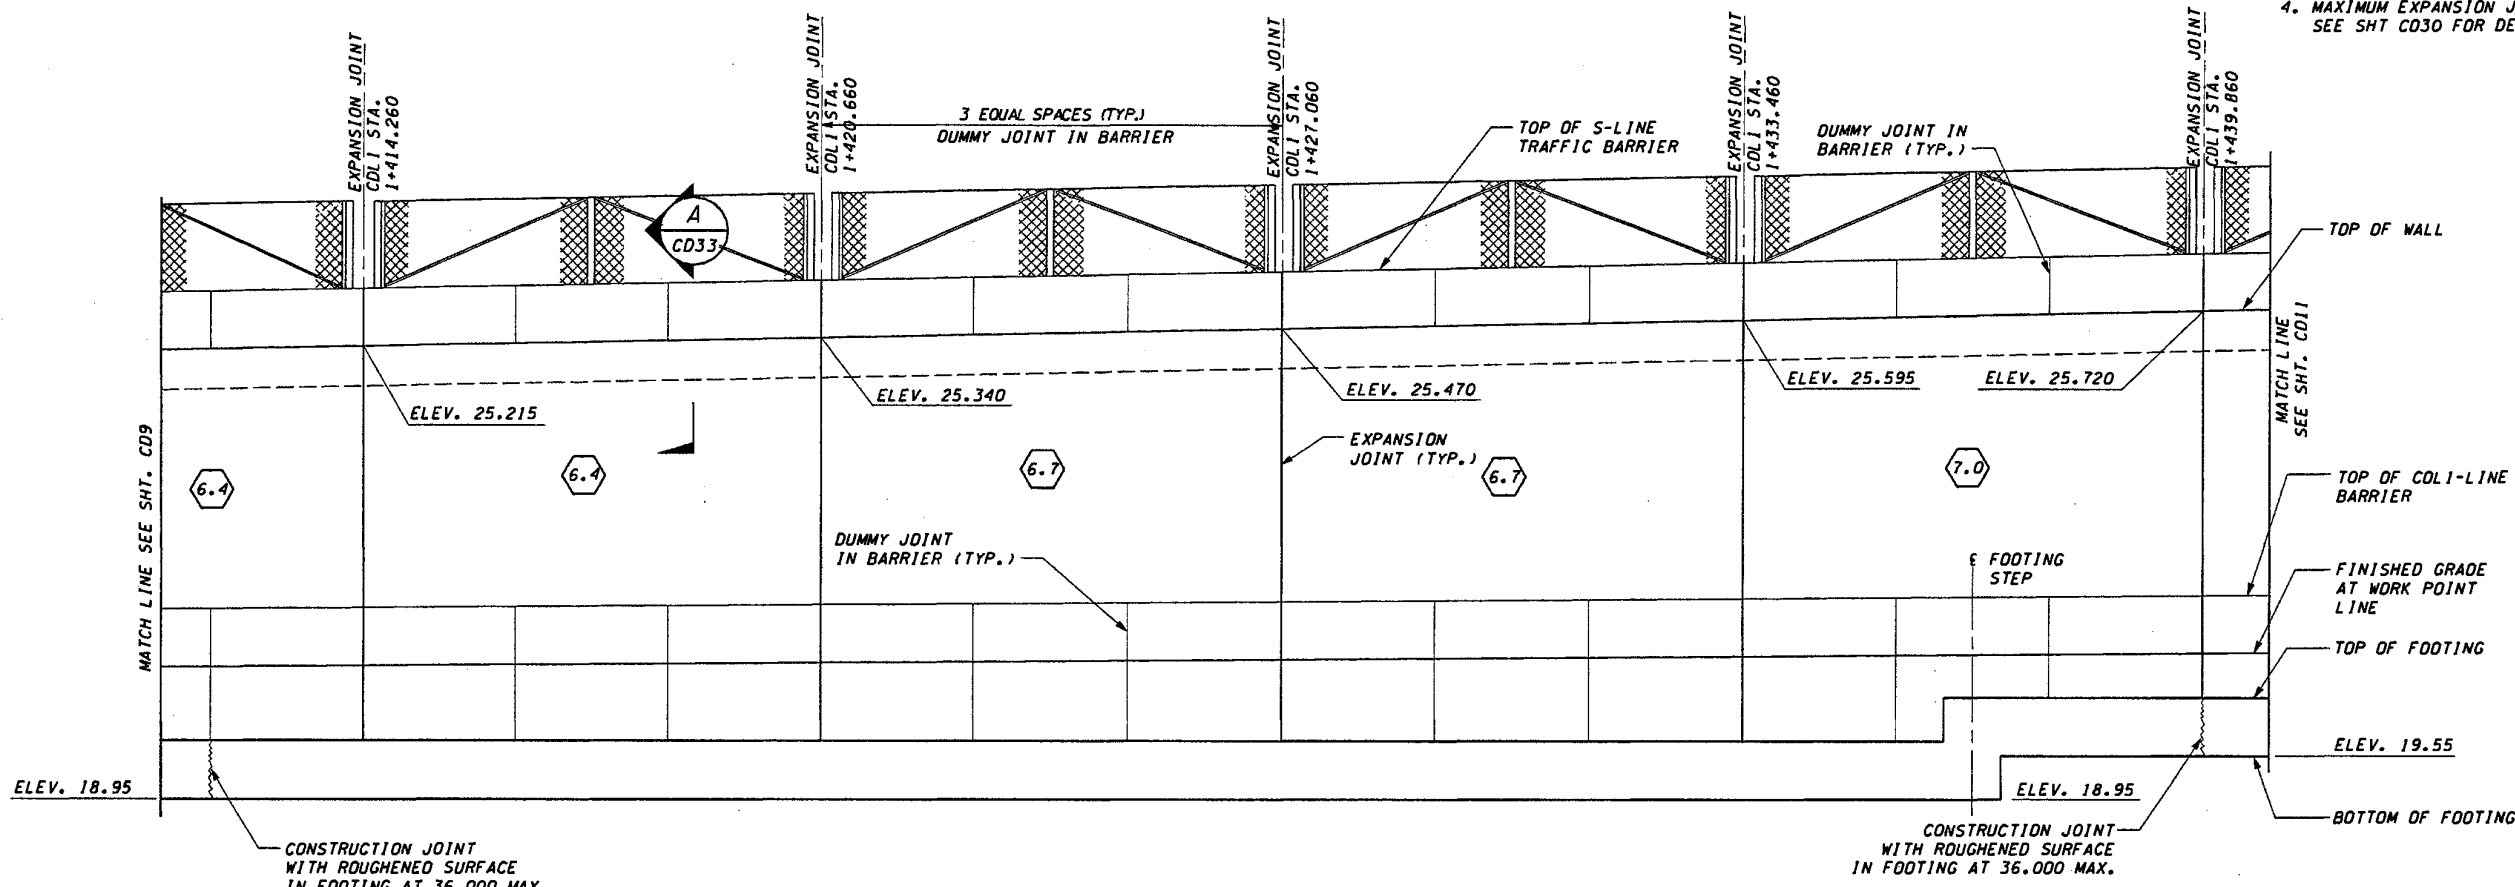 4. MAXIMUM EXPANSION J
SEE SHT CD30 FOR DE
EXPANSION JOINT
CDL1 STA.
1+414.260
EXPANSION JOINT
CDL1 STA.
1+420.660
EXPANSION JOINT
CDL1 STA.
1+427.060
EXPANSION JOINT
CDL1 STA.
1+433.460
EXPANSION JOINT
CDL1 STA.
1+439.860
3 EQUAL SPACES (TYP.)
DUMMY JOINT IN BARRIER
TOP OF S-LINE
TRAFFIC BARRIER
DUMMY JOINT IN
BARRIER (TYP.)
A
CD33
TOP OF WALL
MATCH LINE
SEE SHT. CD11
ELEV. 25.215
ELEV. 25.340
ELEV. 25.470
ELEV. 25.595
ELEV. 25.720
MATCH LINE SEE SHT. CD9
EXPANSION
JOINT (TYP.)
6.4
6.4
6.7
6.7
7.0
TOP OF CDL1-LINE
BARRIER
DUMMY JOINT
IN BARRIER (TYP.)
℄ FOOTING
STEP
FINISHED GRADE
AT WORK POINT
LINE
TOP OF FOOTING
ELEV. 19.55
ELEV. 18.95
ELEV. 18.95
BOTTOM OF FOOTING
CONSTRUCTION JOINT
WITH ROUGHENED SURFACE
IN FOOTING AT 36.000 MAX.
CONSTRUCTION JOINT
WITH ROUGHENED SURFACE
IN FOOTING AT 36.000 MAX.